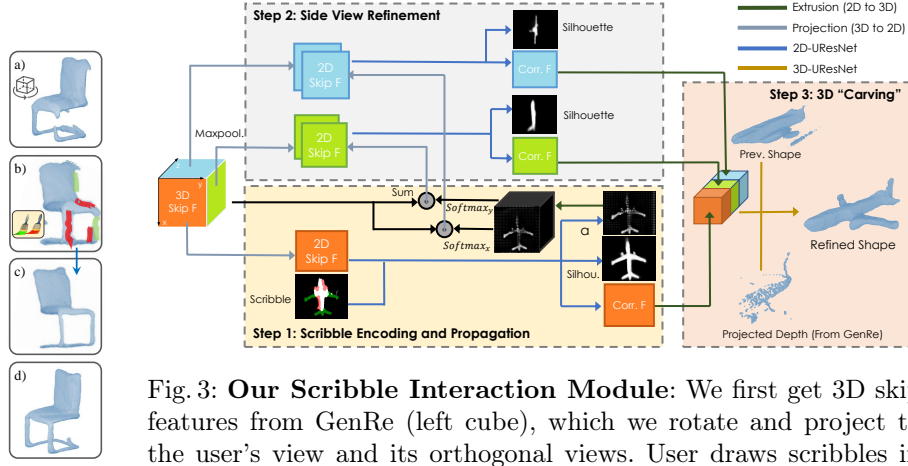 a)
b)
c)
d)
Step 2: Side View Refinement
2D
Skip F
Silhouette
Corr. F
Maxpool.
2D
Skip F
Silhouette
Corr. F
z
y
3D
Skip F
x
Sum
Softmax_y
Softmax_x
2D
Skip F
Scribble
α
Silhou.
Corr. F
Step 1: Scribble Encoding and Propagation
Extrusion (2D to 3D)
Projection (3D to 2D)
2D-UResNet
3D-UResNet
Step 3: 3D "Carving"
Prev. Shape
Refined Shape
Projected Depth (From GenRe)
Fig. 3: Our Scribble Interaction Module: We first get 3D skip
features from GenRe (left cube), which we rotate and project t
the user's view and its orthogonal views. User draws scribbles i